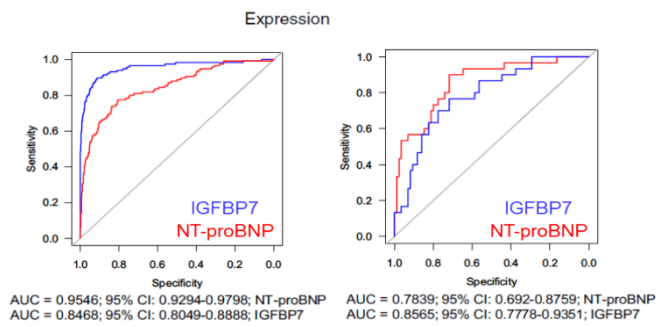 Expression
1.0
0.8
0.6
0.4
0.2
0.0
Sensitivity
IGFBP7
NT-proBNP
1.0 0.8 0.6 0.4 0.2 0.0
Specificity
AUC = 0.9546; 95% CI: 0.9294-0.9798; NT-proBNP
AUC = 0.8468; 95% CI: 0.8049-0.8888; IGFBP7
1.0
0.8
0.6
0.4
0.2
0.0
Sensitivity
IGFBP7
NT-proBNP
1.0 0.8 0.6 0.4 0.2 0.0
Specificity
AUC = 0.7839; 95% CI: 0.692-0.8759; NT-proBNP
AUC = 0.8565; 95% CI: 0.7778-0.9351; IGFBP7